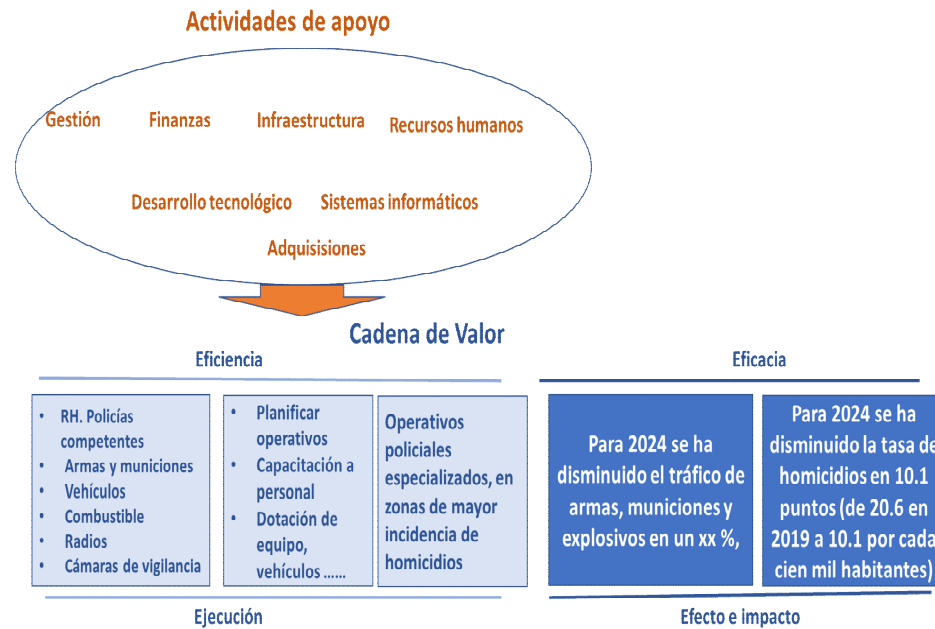 Actividades de apoyo
Gestión
Finanzas
Infraestructura
Recursos humanos
Desarrollo tecnológico
Sistemas informáticos
Adquisisiones
Cadena de Valor
Eficiencia
Eficacia
• RH. Policías
competentes
• Armas y municiones
• Vehículos
• Combustible
• Radios
• Cámaras de vigilancia
• Planificar
operativos
• Capacitación a
personal
• Dotación de
equipo,
vehículos ......
Operativos
policiales
especializados, en
zonas de mayor
incidencia de
homicidios
Para 2024 se ha
disminuido el tráfico de
armas, municiones y
explosivos en un xx %,
Para 2024 se ha
disminuido la tasa de
homicidios en 10.1
puntos (de 20.6 en
2019 a 10.1 por cada
cien mil habitantes)
Ejecución
Efecto e impacto